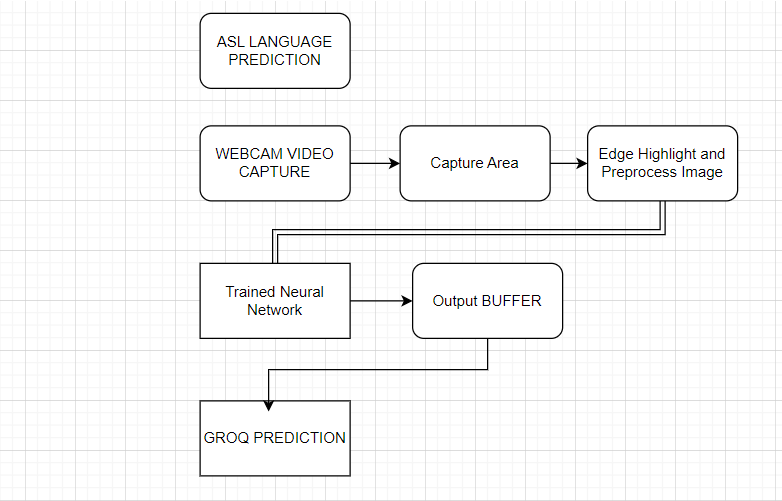 ASL LANGUAGE
PREDICTION
WEBCAM VIDEO
CAPTURE
Capture Area
Edge Highlight and
Preprocess Image
Trained Neural
Network
Output BUFFER
GROQ PREDICTION